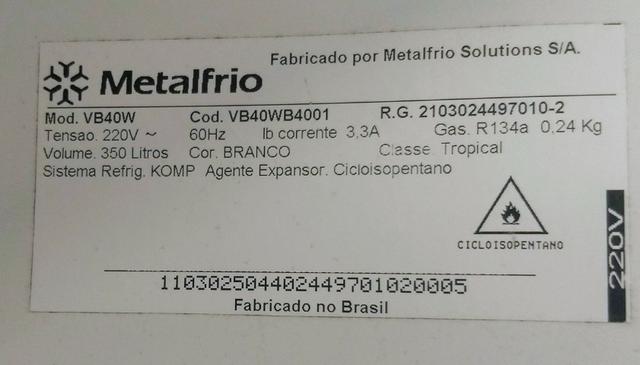 Fabricado por Metalfrio Solutions S/A.
Metalfrio
Mod. VB40W Cod. VB40WB4001 R.G. 2103024497010-2
Tensao. 220V ~ 60Hz Ib corrente 3,3A Gas. R134a 0,24 Kg
Volume. 350 Litros Cor. BRANCO Classe Tropical
Sistema Refrig. KOMP Agente Expansor. Cicloisopentano
CICLOISOPENTANO
220V
110302504402449701020005
Fabricado no Brasil